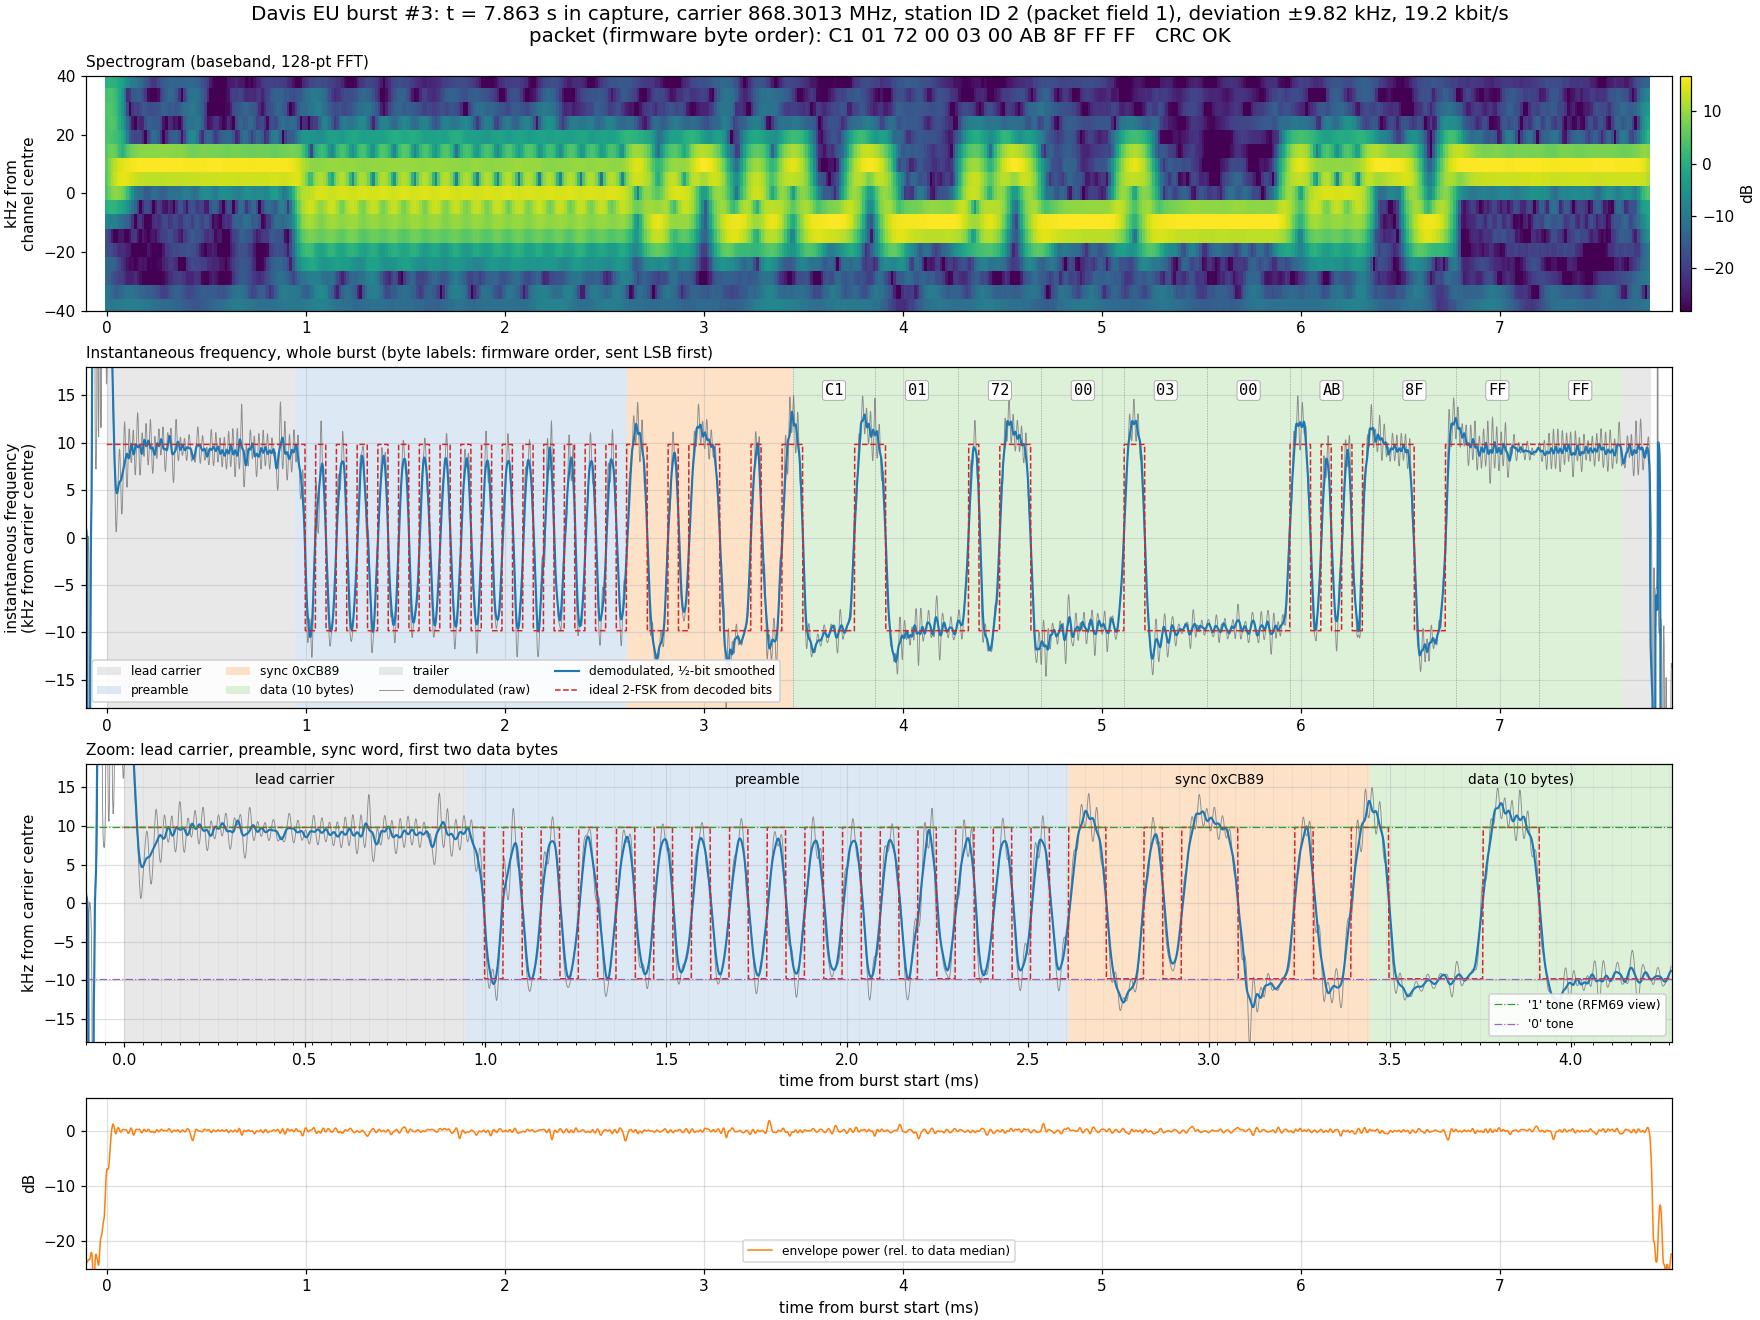 Davis EU burst #3: t = 7.863 s in capture, carrier 868.3013 MHz, station ID 2 (packet field 1), deviation ±9.82 kHz, 19.2 kbit/s
packet (firmware byte order): C1 01 72 00 03 00 AB 8F FF FF   CRC OK
Spectrogram (baseband, 128-pt FFT)
kHz from
channel centre
40
20
0
−20
−40
0 1 2 3 4 5 6 7
10
0
−10
−20
dB
Instantaneous frequency, whole burst (byte labels: firmware order, sent LSB first)
instantaneous frequency
(kHz from carrier centre)
15
10
5
0
−5
−10
−15
C1 01 72 00 03 00 AB 8F FF FF
lead carrier
preamble
sync 0xCB89
data (10 bytes)
trailer
demodulated (raw)
demodulated, ½-bit smoothed
ideal 2-FSK from decoded bits
0 1 2 3 4 5 6 7
Zoom: lead carrier, preamble, sync word, first two data bytes
kHz from carrier centre
15
10
5
0
−5
−10
−15
lead carrier preamble sync 0xCB89 data (10 bytes)
'1' tone (RFM69 view)
'0' tone
0.0 0.5 1.0 1.5 2.0 2.5 3.0 3.5 4.0
time from burst start (ms)
dB
0
−10
−20
envelope power (rel. to data median)
0 1 2 3 4 5 6 7
time from burst start (ms)